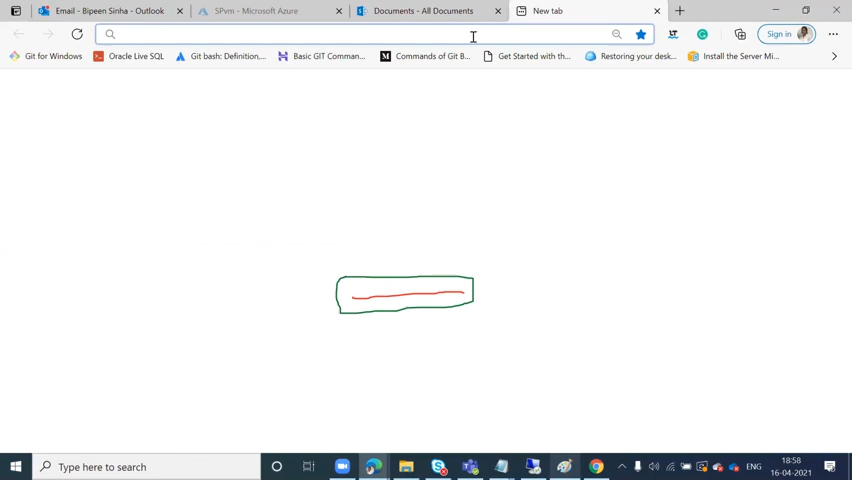 Email - Bipeen Sinha - Outlook
SPvm - Microsoft Azure
Documents - All Documents
New tab
Sign in
Git for Windows
Oracle Live SQL
Git bash: Definition,...
Basic GIT Comman...
Commands of Git B...
Get Started with th...
Restoring your desk...
Install the Server Mi...
Type here to search
ENG
18:58
16-04-2021